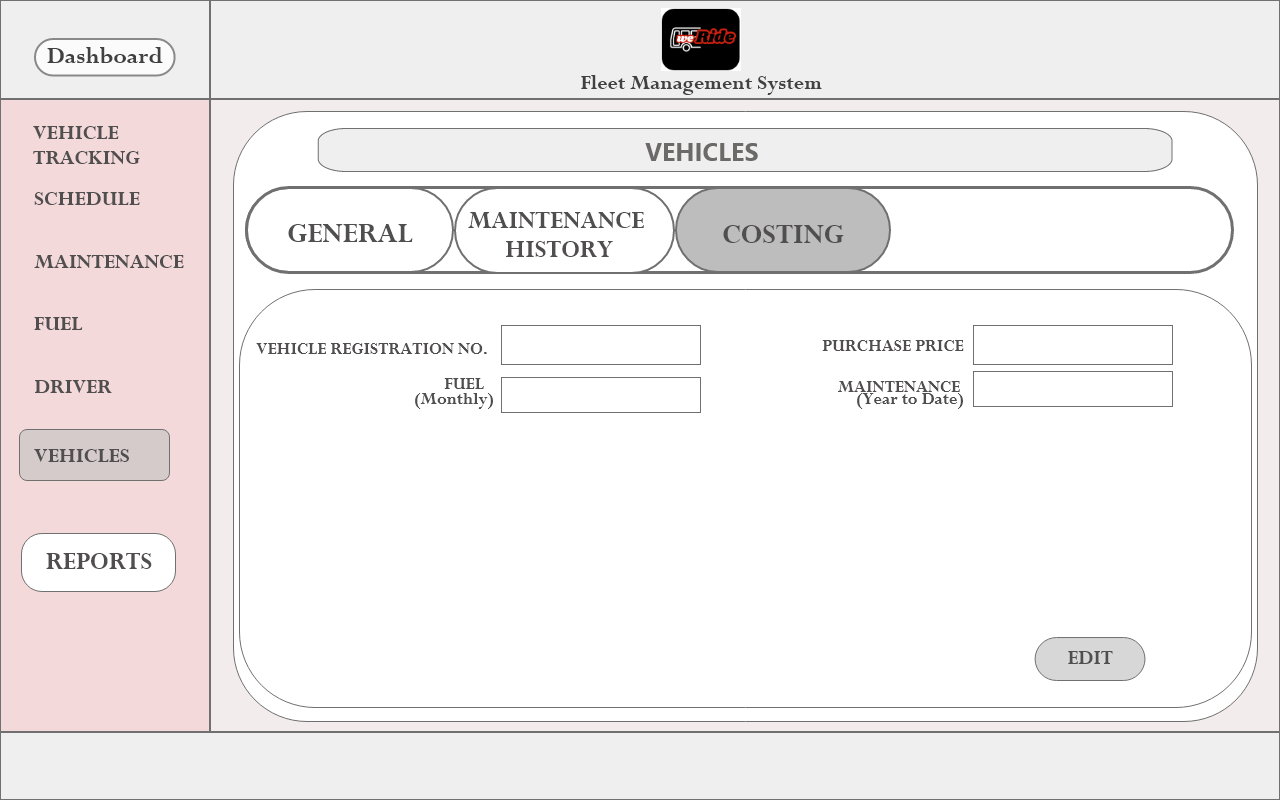 Dashboard
weRide
Fleet Management System
VEHICLE
TRACKING
SCHEDULE
MAINTENANCE
FUEL
DRIVER
VEHICLES
REPORTS
VEHICLES
GENERAL
MAINTENANCE
HISTORY
COSTING
VEHICLE REGISTRATION NO.
FUEL
(Monthly)
PURCHASE PRICE
MAINTENANCE
(Year to Date)
EDIT